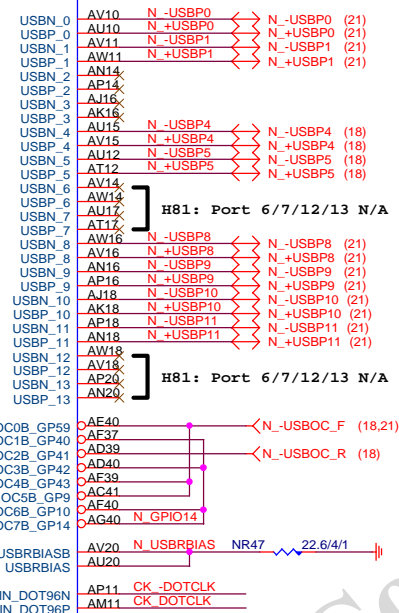 USBN_0 AV10 N_-USBP0 N_-USBP0 (21)
USBP_0 AU10 N_+USBP0 N_+USBP0 (21)
USBN_1 AV11 N_-USBP1 N_-USBP1 (21)
USBP_1 AW11 N_+USBP1 N_+USBP1 (21)
USBN_2 AN14
USBP_2 AP14
USBN_3 AJ16
USBP_3 AK16
USBN_4 AU15 N_-USBP4 N_-USBP4 (18)
USBP_4 AV15 N_+USBP4 N_+USBP4 (18)
USBN_5 AU12 N_-USBP5 N_-USBP5 (18)
USBP_5 AT12 N_+USBP5 N_+USBP5 (18)
USBN_6 AV14
USBP_6 AW14
H81: Port 6/7/12/13 N/A
USBN_7 AU17
USBP_7 AT17
USBN_8 AW16 N_-USBP8 N_-USBP8 (21)
USBP_8 AV16 N_+USBP8 N_+USBP8 (21)
USBN_9 AN16 N_-USBP9 N_-USBP9 (21)
USBP_9 AP16 N_+USBP9 N_+USBP9 (21)
USBN_10 AJ18 N_-USBP10 N_-USBP10 (21)
USBP_10 AK18 N_+USBP10 N_+USBP10 (21)
USBN_11 AP18 N_-USBP11 N_-USBP11 (21)
USBP_11 AN18 N_+USBP11 N_+USBP11 (21)
USBN_12 AW18
USBP_12 AV18
H81: Port 6/7/12/13 N/A
USBN_13 AP20
USBP_13 AN20
OC0B_GP59 AE40 N_-USBOC_F (18,21)
OC1B_GP40 AF37
OC2B_GP41 AD39 N_-USBOC_R (18)
OC3B_GP42 AD40
OC4B_GP43 AF39
OC5B_GP9 AC41
OC6B_GP10 AF40
OC7B_GP14 AG40 N_GPIO14
USBRBIASB AV20 N_USBRBIAS NR47 22.6/4/1
USBRBIAS AU20
IN_DOT96N AP11 CK_-DOTCLK
IN_DOT96P AM11 CK_DOTCLK